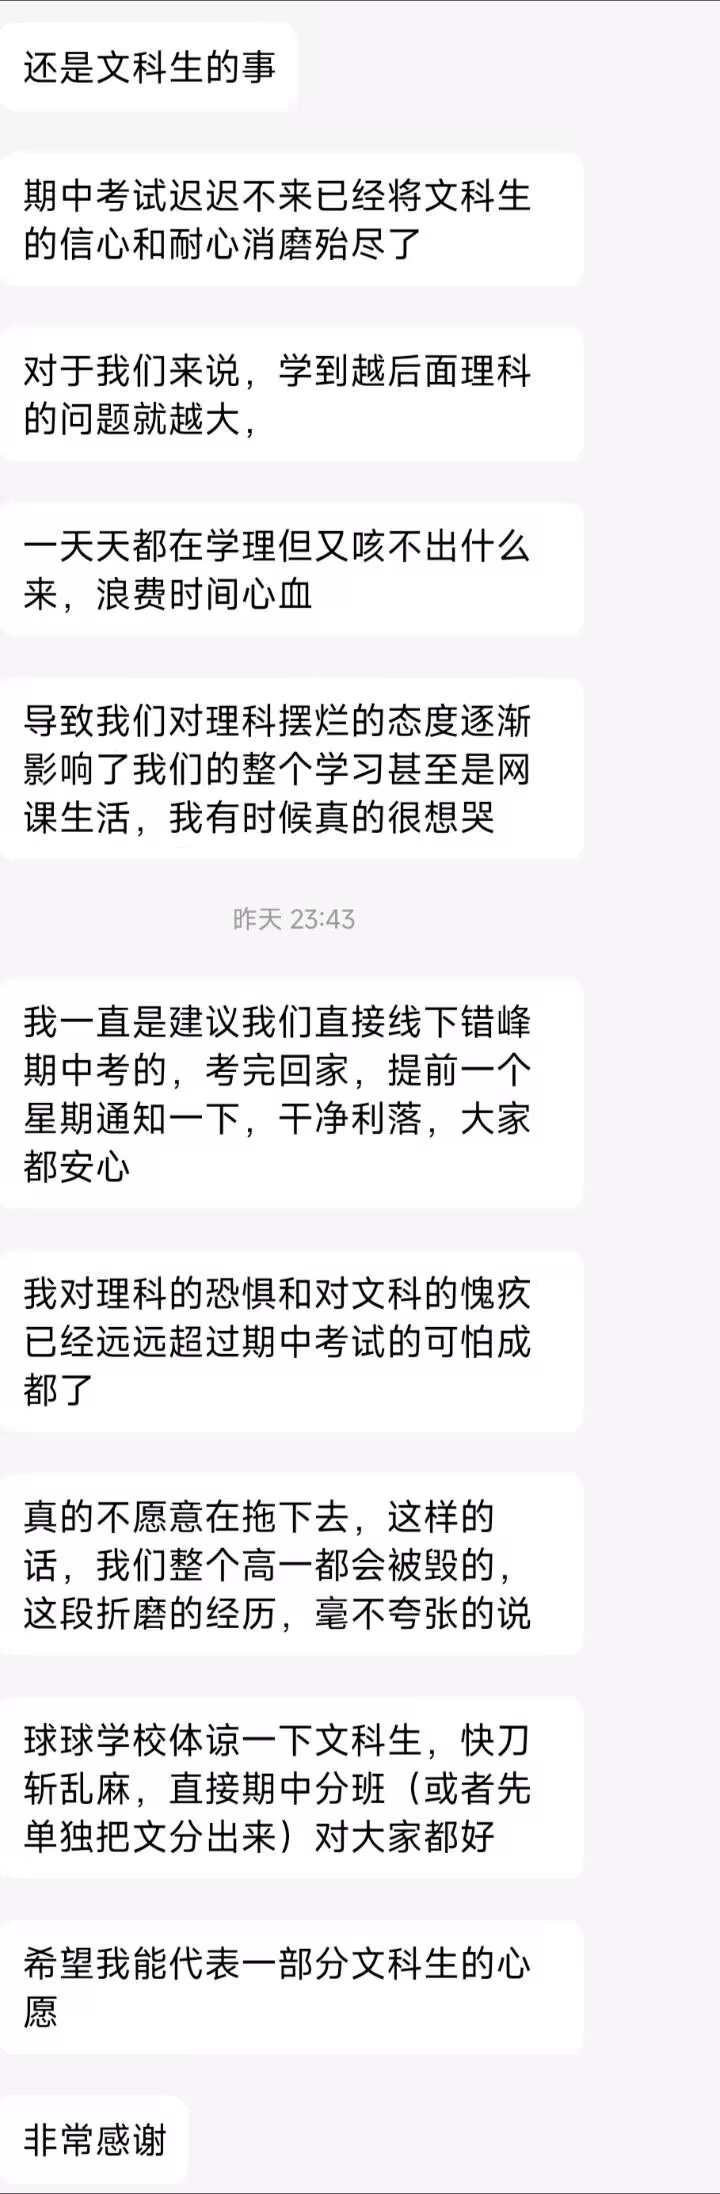 还是文科生的事
期中考试迟迟不来已经将文科生
的信心和耐心消磨殆尽了
对于我们来说，学到越后面理科
的问题就越大，
一天天都在学理但又咳不出什么
来，浪费时间心血
导致我们对理科摆烂的态度逐渐
影响了我们的整个学习甚至是网
课生活，我有时候真的很想哭
昨天 23:43
我一直是建议我们直接线下错峰
期中考的，考完回家，提前一个
星期通知一下，干净利落，大家
都安心
我对理科的恐惧和对文科的愧疚
已经远远超过期中考试的可怕成
都了
真的不愿意在拖下去，这样的
话，我们整个高一都会被毁的，
这段折磨的经历，毫不夸张的说
球球学校体谅一下文科生，快刀
斩乱麻，直接期中分班（或者先
单独把文分出来）对大家都好
希望我能代表一部分文科生的心
愿
非常感谢